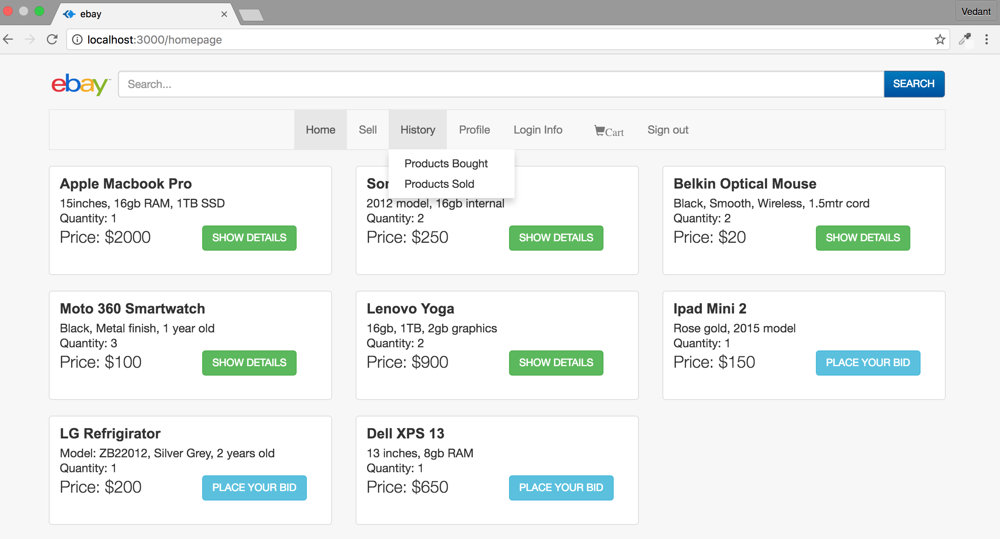 ebay
Vedant
localhost:3000/homepage
ebay™
Search...
SEARCH
Home Sell History Profile Login Info Cart Sign out
Products Bought
Products Sold
Apple Macbook Pro
15inches, 16gb RAM, 1TB SSD
Quantity: 1
Price: $2000
SHOW DETAILS
2012 model, 16gb internal
Quantity: 2
Price: $250
SHOW DETAILS
Belkin Optical Mouse
Black, Smooth, Wireless, 1.5mtr cord
Quantity: 2
Price: $20
SHOW DETAILS
Moto 360 Smartwatch
Black, Metal finish, 1 year old
Quantity: 3
Price: $100
SHOW DETAILS
Lenovo Yoga
16gb, 1TB, 2gb graphics
Quantity: 2
Price: $900
SHOW DETAILS
Ipad Mini 2
Rose gold, 2015 model
Quantity: 1
Price: $150
PLACE YOUR BID
LG Refrigirator
Model: ZB22012, Silver Grey, 2 years old
Quantity: 1
Price: $200
PLACE YOUR BID
Dell XPS 13
13 inches, 8gb RAM
Quantity: 1
Price: $650
PLACE YOUR BID